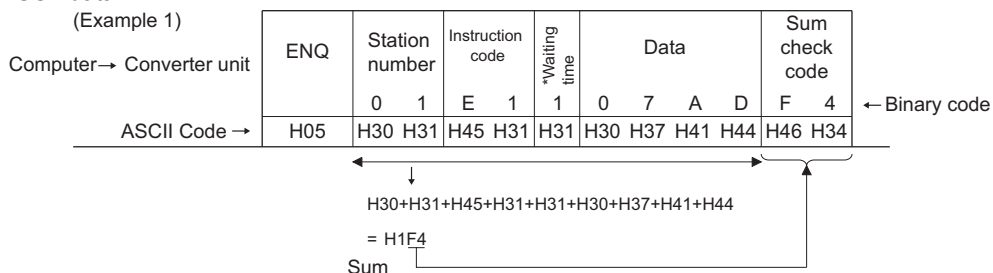 (Example 1)
Computer→ Converter unit
ENQ
Station number
Instruction code
*Waiting time
Data
Sum check code
0 1 E 1 1 0 7 A D F 4
←Binary code
ASCII Code →
H05 H30 H31 H45 H31 H31 H30 H37 H41 H44 H46 H34
H30+H31+H45+H31+H31+H30+H37+H41+H44
= H1F4
Sum